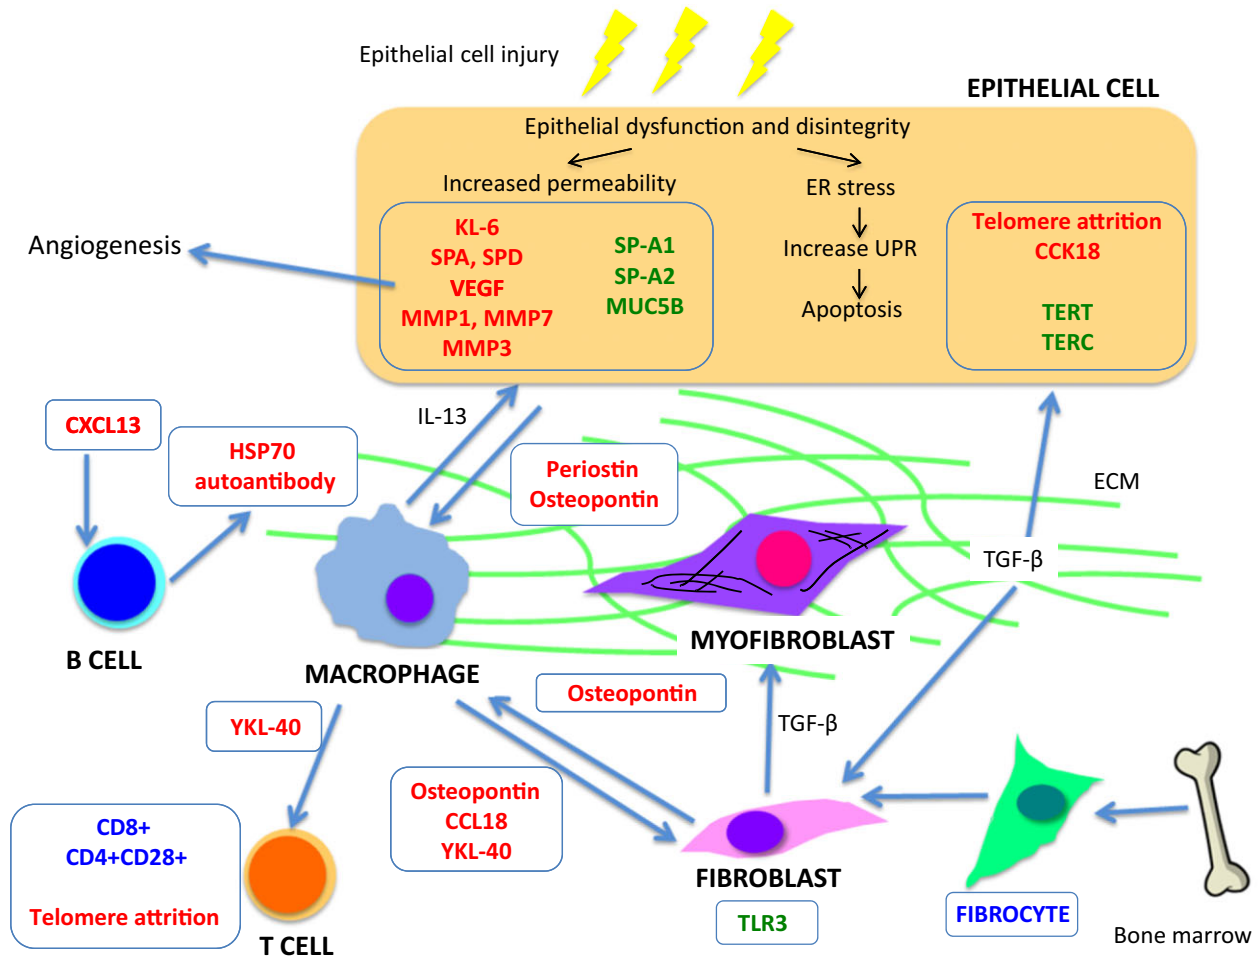 Epithelial cell injury
EPITHELIAL CELL
Epithelial dysfunction and disintegrity
Increased permeability
ER stress
Increase UPR
Apoptosis
KL-6
SPA, SPD
VEGF
MMP1, MMP7
MMP3
SP-A1
SP-A2
MUC5B
Telomere attrition
CCK18
TERT
TERC
Angiogenesis
IL-13
CXCL13
HSP70
autoantibody
Periostin
Osteopontin
ECM
TGF-β
B CELL
MACROPHAGE
MYOFIBROBLAST
Osteopontin
TGF-β
YKL-40
Osteopontin
CCL18
YKL-40
CD8+
CD4+CD28+
Telomere attrition
T CELL
FIBROBLAST
TLR3
FIBROCYTE
Bone marrow